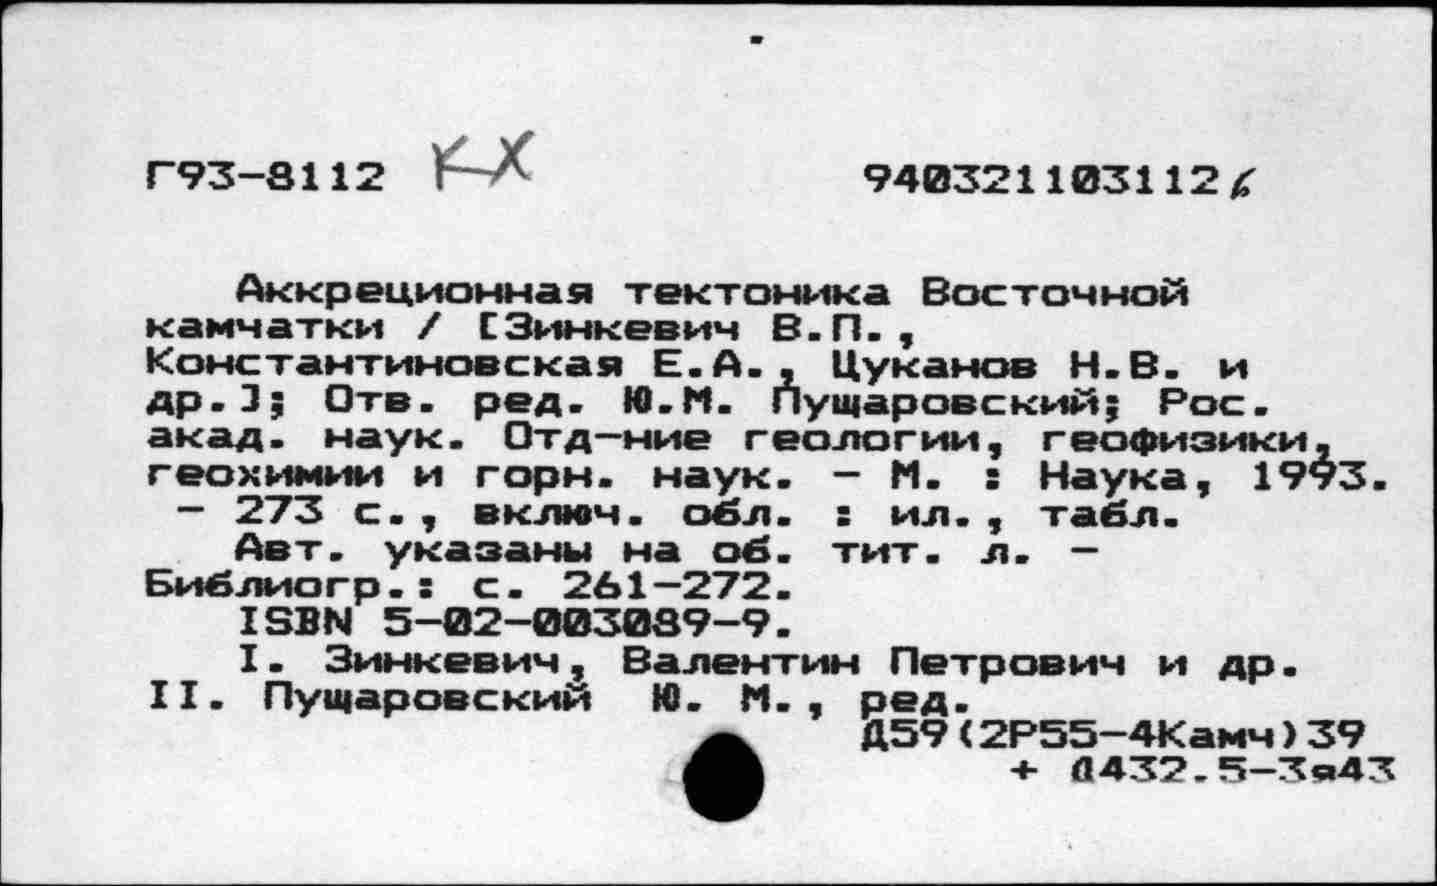 Г93-8112 К-Х 940321103112
Аккреционная тектоника Восточной
камчатки / [Зинкевич В.П.,
Константиновская Е.А., Цуканов Н.В. и
др.]; Отв. ред. Ю.М. Пущаровский; Рос.
акад. наук. Отд-ние геологии, геофизики,
геохимии и горн. наук. - М. : Наука, 1993.
- 273 с., включ. обл. : ил., табл.
Авт. указаны на об. тит. л. -
Библиогр.: с. 261-272.
ISBN 5-02-003089-9.
I. Зинкевич, Валентин Петрович и др.
II. Пущаровский Ю. М., ред.
Д59(2Р55-4Камч)39
+ Д432.5-3я43